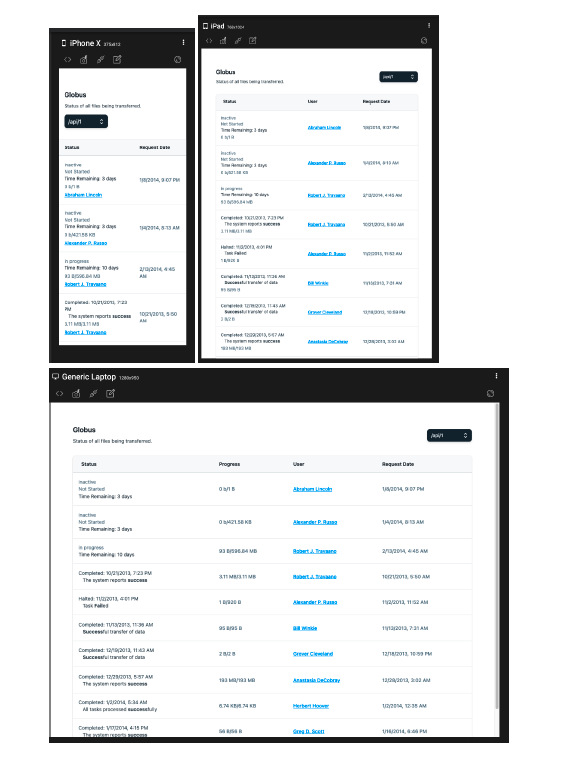 iPhone X 375x812
Globus
Status of all files being transferred.
/api/1
Status Request Date
Inactive
Not Started
Time Remaining: 3 days
0 b/1 B
Abraham Lincoln
1/8/2014, 9:07 PM
Inactive
Not Started
Time Remaining: 3 days
0 b/421.58 KB
Alexander P. Russo
1/4/2014, 8:13 AM
In progress
Time Remaining: 10 days
93 B/596.84 MB
Robert J. Travaano
2/13/2014, 4:45
AM
Completed: 10/21/2013, 7:23
PM
The system reports success
3.11 MB/3.11 MB
Robert J. Travaano
10/21/2013, 5:50
AM
iPad 768x1024
Globus
Status of all files being transferred.
/api/1
Status User Request Date
Inactive
Not Started
Time Remaining: 3 days
0 b/1 B
Abraham Lincoln
1/8/2014, 9:07 PM
Inactive
Not Started
Time Remaining: 3 days
0 b/421.58 KB
Alexander P. Russo
1/4/2014, 8:13 AM
In progress
Time Remaining: 10 days
93 B/596.84 MB
Robert J. Travaano
2/13/2014, 4:45 AM
Completed: 10/21/2013, 7:23 PM
The system reports success
3.11 MB/3.11 MB
Robert J. Travaano
10/21/2013, 5:50 AM
Halted: 11/2/2013, 4:01 PM
Task Failed
1 B/920 B
Alexander P. Russo
11/2/2013, 11:52 AM
Completed: 11/13/2013, 11:36 AM
Successful transfer of data
95 B/95 B
Bill Winkle
11/13/2013, 7:31 AM
Completed: 12/19/2013, 11:43 AM
Successful transfer of data
2 B/2 B
Grover Cleveland
12/18/2013, 10:59 PM
Completed: 12/29/2013, 5:57 AM
The system reports success
193 MB/193 MB
Anastasia DeCobray
12/28/2013, 3:02 AM
Generic Laptop 1280x950
Globus
Status of all files being transferred.
/api/1
Status Progress User Request Date
Inactive
Not Started
Time Remaining: 3 days
0 b/1 B Abraham Lincoln 1/8/2014, 9:07 PM
Inactive
Not Started
Time Remaining: 3 days
0 b/421.58 KB Alexander P. Russo 1/4/2014, 8:13 AM
In progress
Time Remaining: 10 days
93 B/596.84 MB Robert J. Travaano 2/13/2014, 4:45 AM
Completed: 10/21/2013, 7:23 PM
The system reports success
3.11 MB/3.11 MB Robert J. Travaano 10/21/2013, 5:50 AM
Halted: 11/2/2013, 4:01 PM
Task Failed
1 B/920 B Alexander P. Russo 11/2/2013, 11:52 AM
Completed: 11/13/2013, 11:36 AM
Successful transfer of data
95 B/95 B Bill Winkle 11/13/2013, 7:31 AM
Completed: 12/19/2013, 11:43 AM
Successful transfer of data
2 B/2 B Grover Cleveland 12/18/2013, 10:59 PM
Completed: 12/29/2013, 5:57 AM
The system reports success
193 MB/193 MB Anastasia DeCobray 12/28/2013, 3:02 AM
Completed: 1/2/2014, 5:34 AM
All tasks processed successfully
6.74 KB/6.74 KB Herbert Hoover 1/2/2014, 12:35 AM
Completed: 1/17/2014, 4:15 PM
The system reports success
56 B/56 B Greg D. Scott 1/16/2014, 6:46 PM